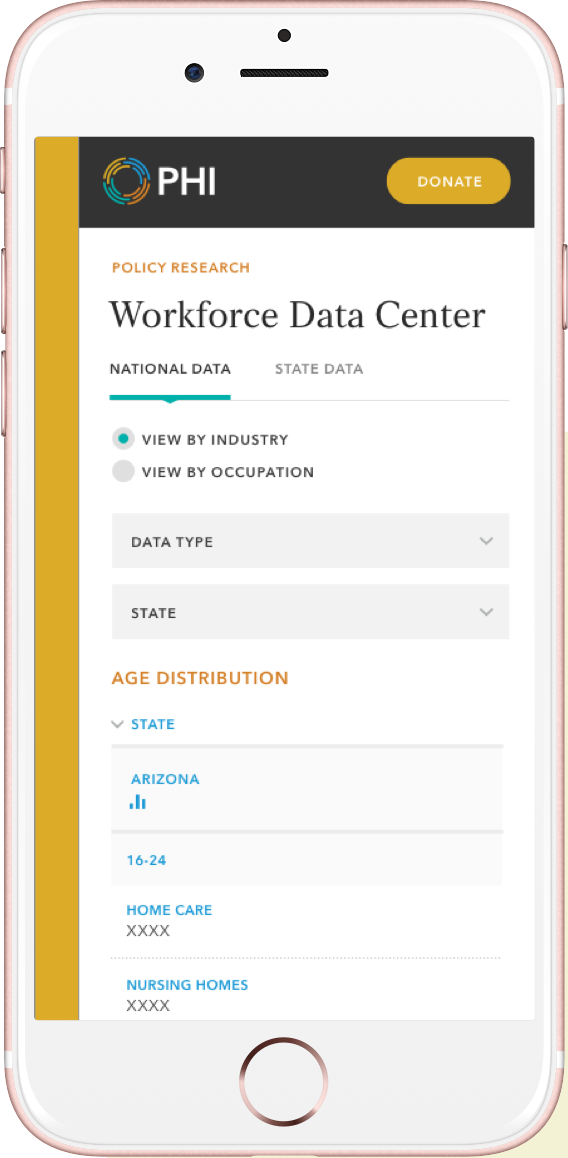 PHI
DONATE
POLICY RESEARCH
Workforce Data Center
NATIONAL DATA
STATE DATA
VIEW BY INDUSTRY
VIEW BY OCCUPATION
DATA TYPE
STATE
AGE DISTRIBUTION
STATE
ARIZONA
16-24
HOME CARE
XXXX
NURSING HOMES
XXXX